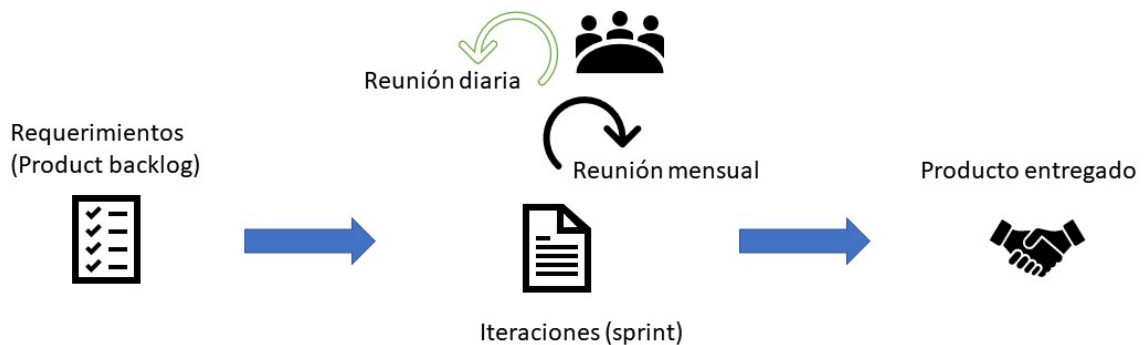 Reunión diaria
Requerimientos
(Product backlog)
Reunión mensual
Producto entregado
Iteraciones (sprint)